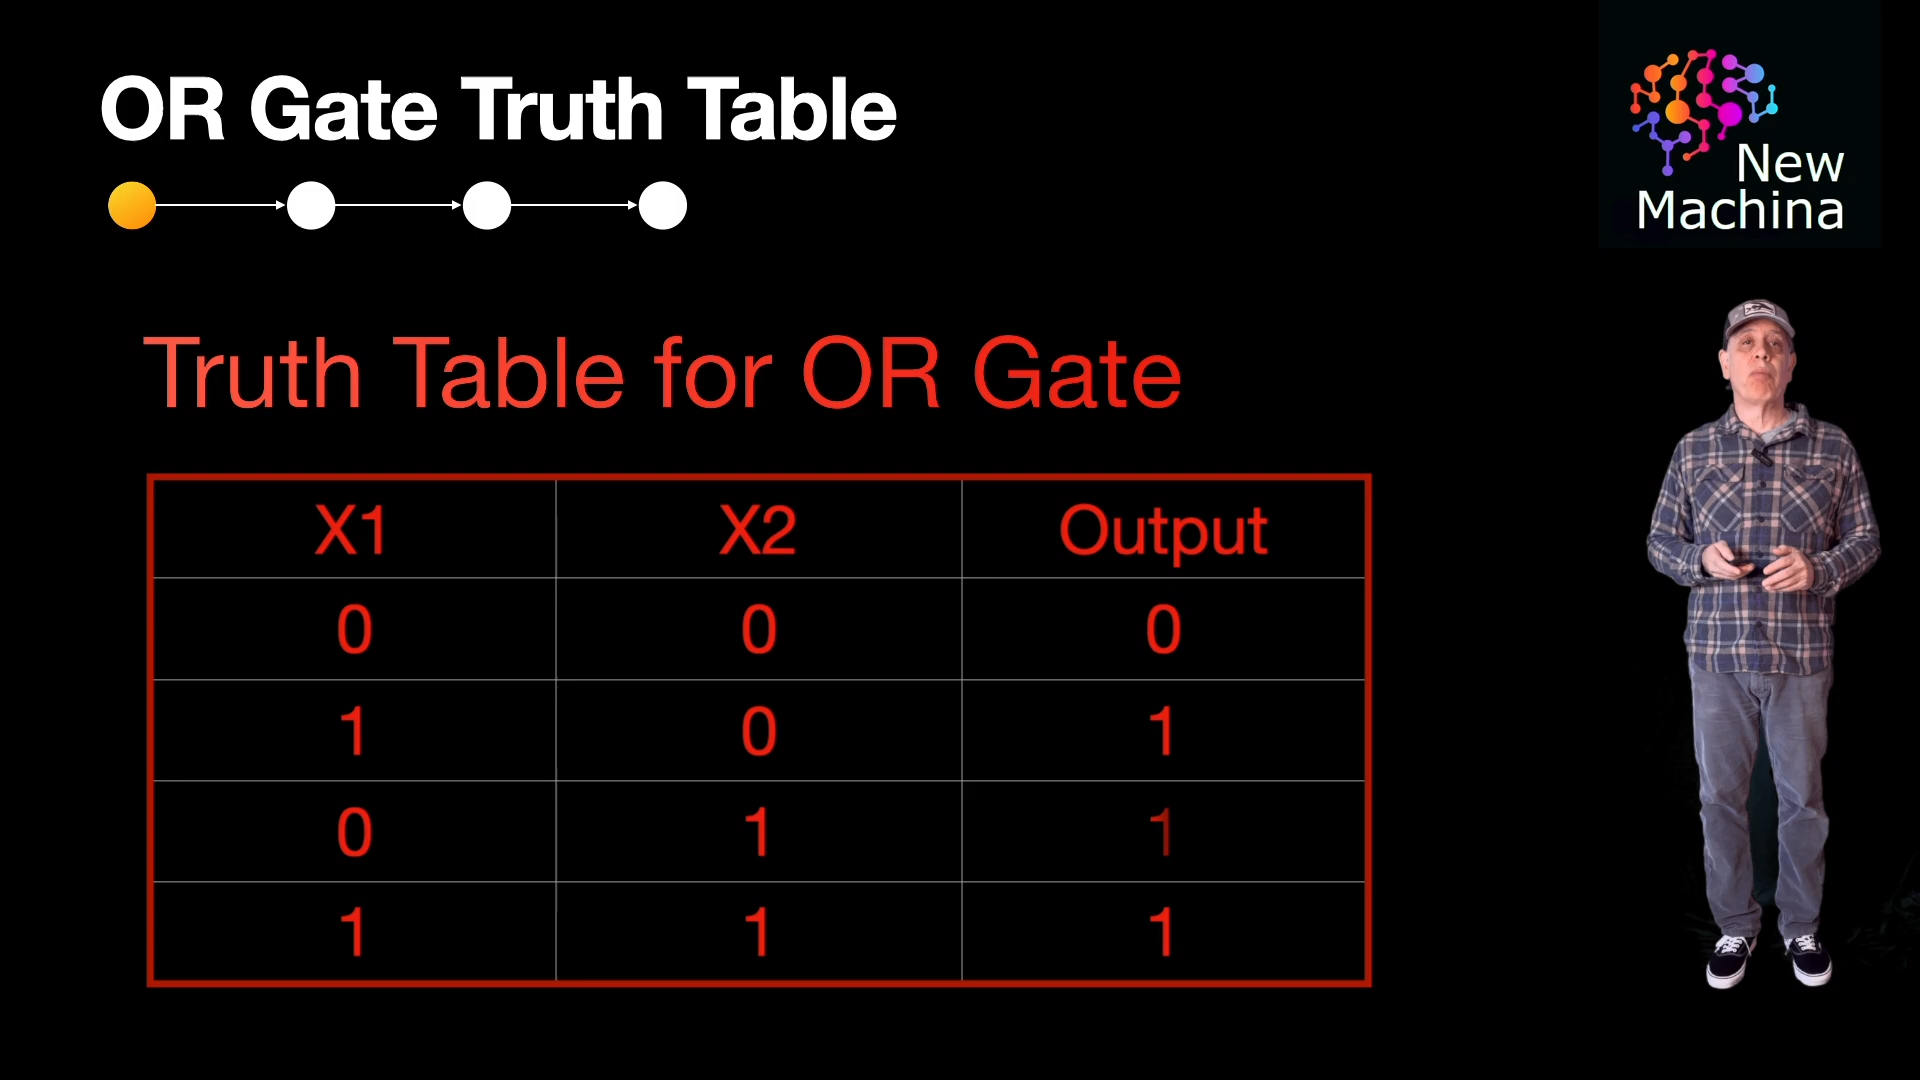 OR Gate Truth Table
New
Machina
Truth Table for OR Gate
X1 X2 Output
0 0 0
1 0 1
0 1 1
1 1 1